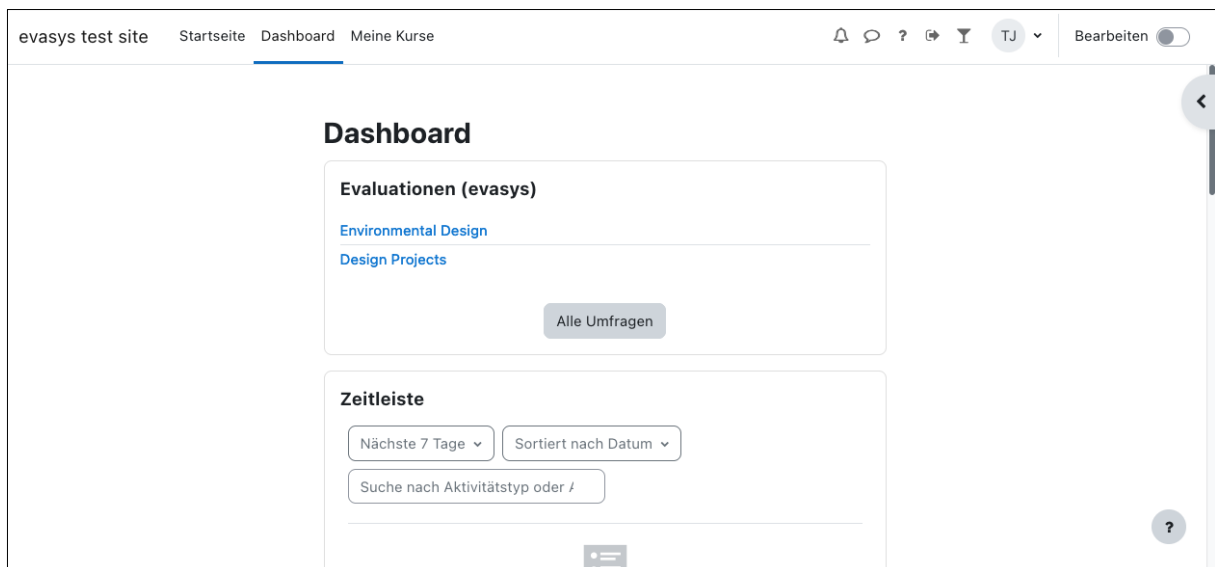 evasys test site Startseite Dashboard Meine Kurse ? TJ Bearbeiten
Dashboard
Evaluationen (evasys)
Environmental Design
Design Projects
Alle Umfragen
Zeitleiste
Nächste 7 Tage Sortiert nach Datum
Suche nach Aktivitätstyp oder
?